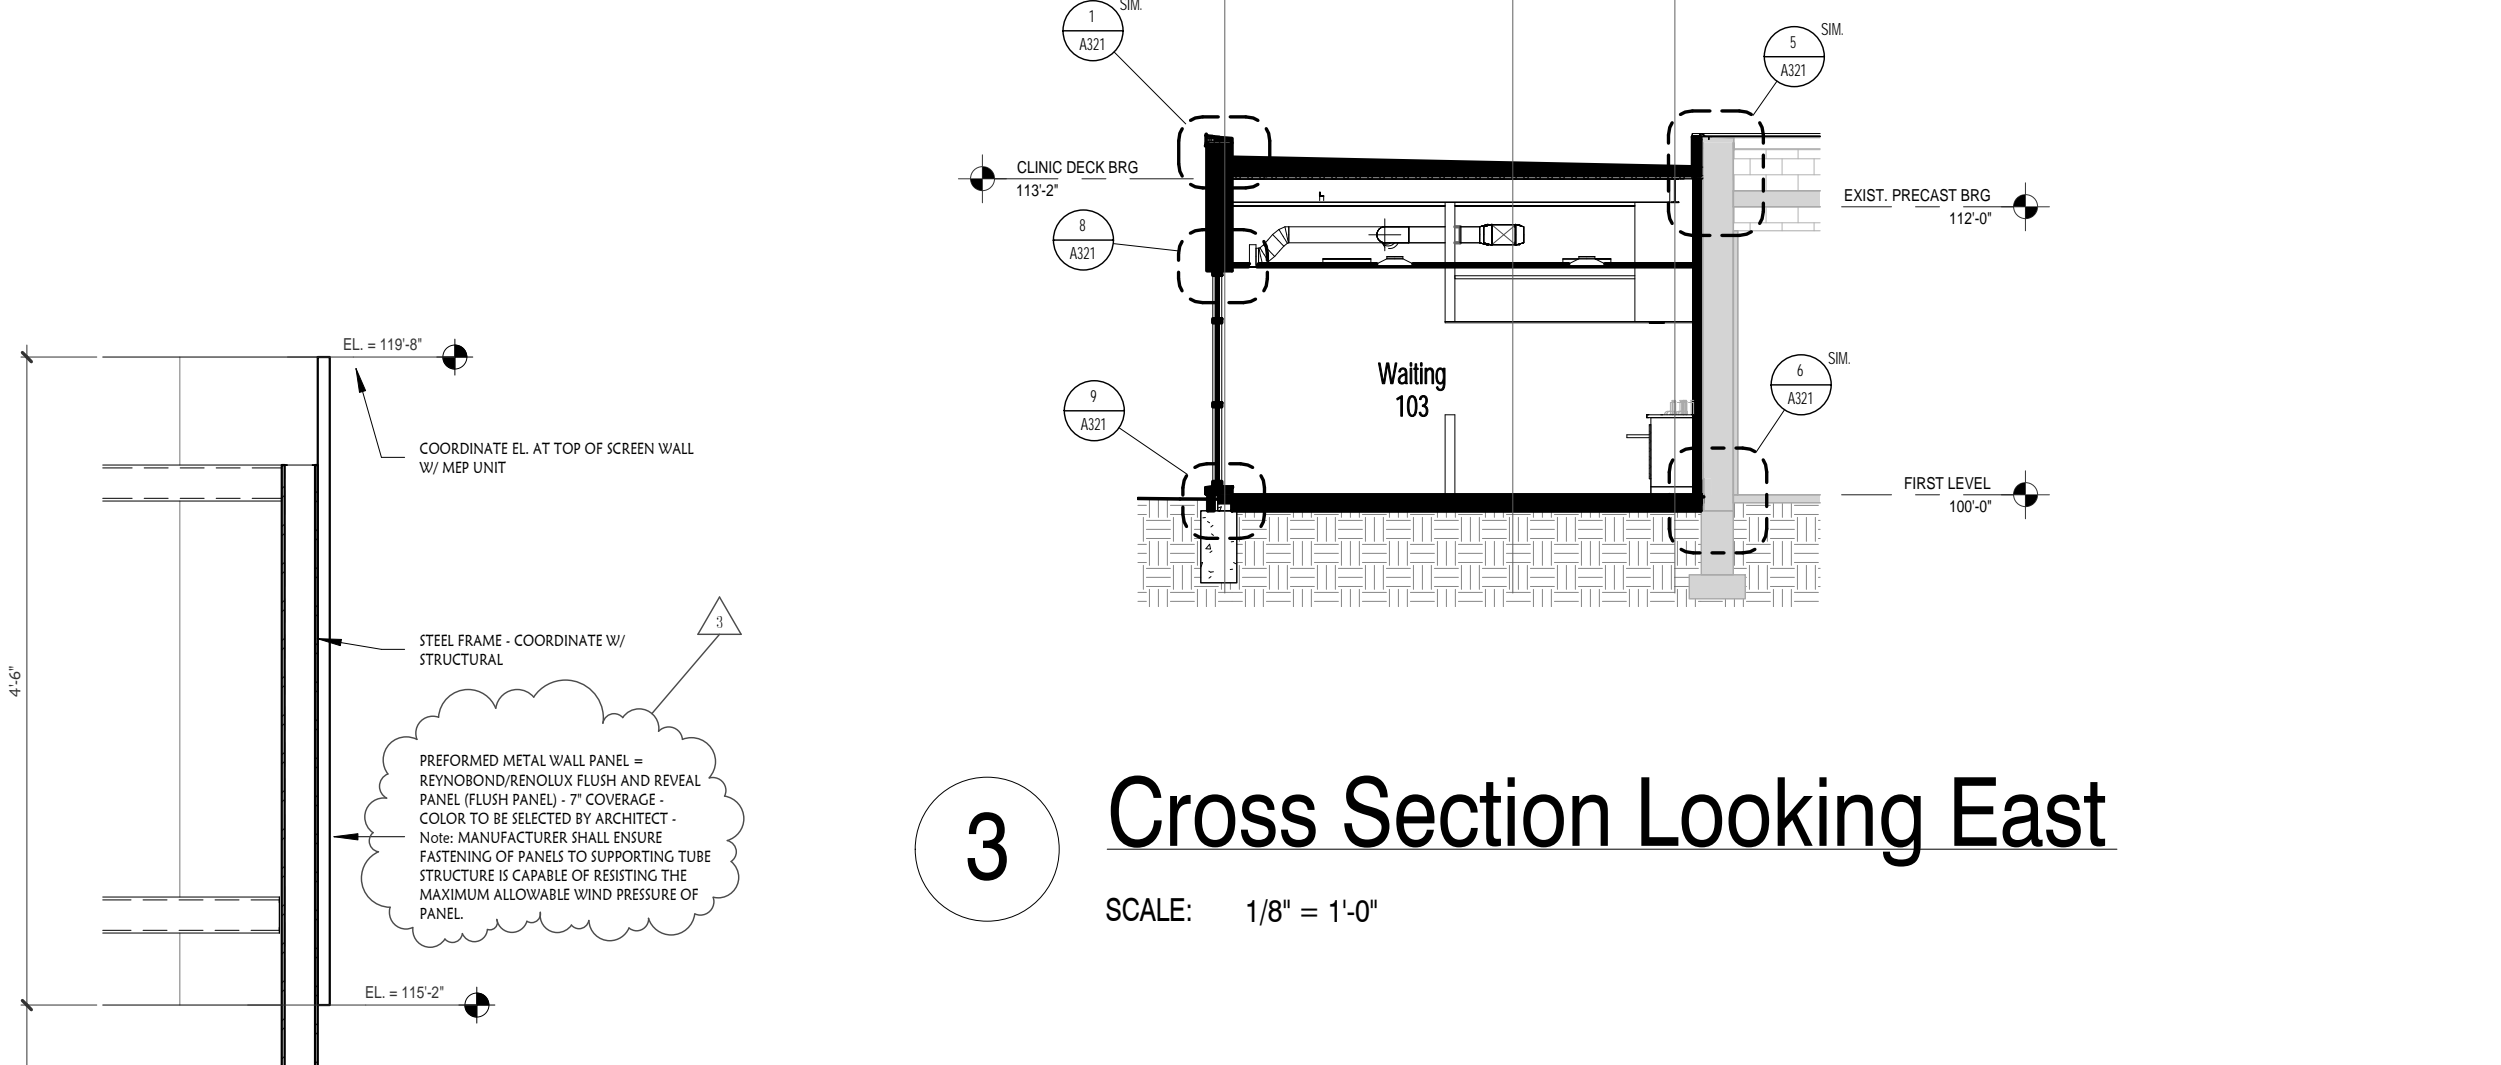 EL. = 119'-8"
COORDINATE EL. AT TOP OF SCREEN WALL
W/ MEP UNIT
4'-6"
STEEL FRAME - COORDINATE W/
STRUCTURAL
3
PREFORMED METAL WALL PANEL =
REYNOBOND/RENOLUX FLUSH AND REVEAL
PANEL (FLUSH PANEL) - 7" COVERAGE -
COLOR TO BE SELECTED BY ARCHITECT -
Note: MANUFACTURER SHALL ENSURE
FASTENING OF PANELS TO SUPPORTING TUBE
STRUCTURE IS CAPABLE OF RESISTING THE
MAXIMUM ALLOWABLE WIND PRESSURE OF
PANEL.
EL. = 115'-2"
SIM.
1
A321
SIM.
5
A321
CLINIC DECK BRG
113'-2"
EXIST. PRECAST BRG
112'-0"
8
A321
Waiting
103
9
A321
SIM.
6
A321
FIRST LEVEL
100'-0"
3
Cross Section Looking East
SCALE: 1/8" = 1'-0"